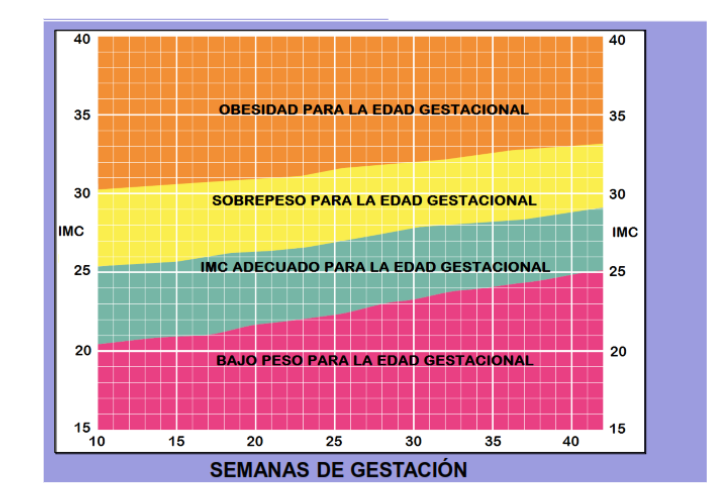 40 40
OBESIDAD PARA LA EDAD GESTACIONAL
35 35
30 30
SOBREPESO PARA LA EDAD GESTACIONAL
IMC IMC
IMC ADECUADO PARA LA EDAD GESTACIONAL
25 25
20 20
BAJO PESO PARA LA EDAD GESTACIONAL
15 15
10 15 20 25 30 35 40
SEMANAS DE GESTACIÓN